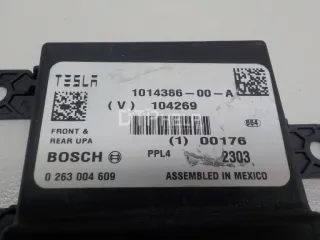 TESLA
1014386-00-A
(V) 104269
FRONT &
REAR UPA
(1) 00176
BOSCH
PPL4
2303
0 263 004 609
ASSEMBLED IN MEXICO